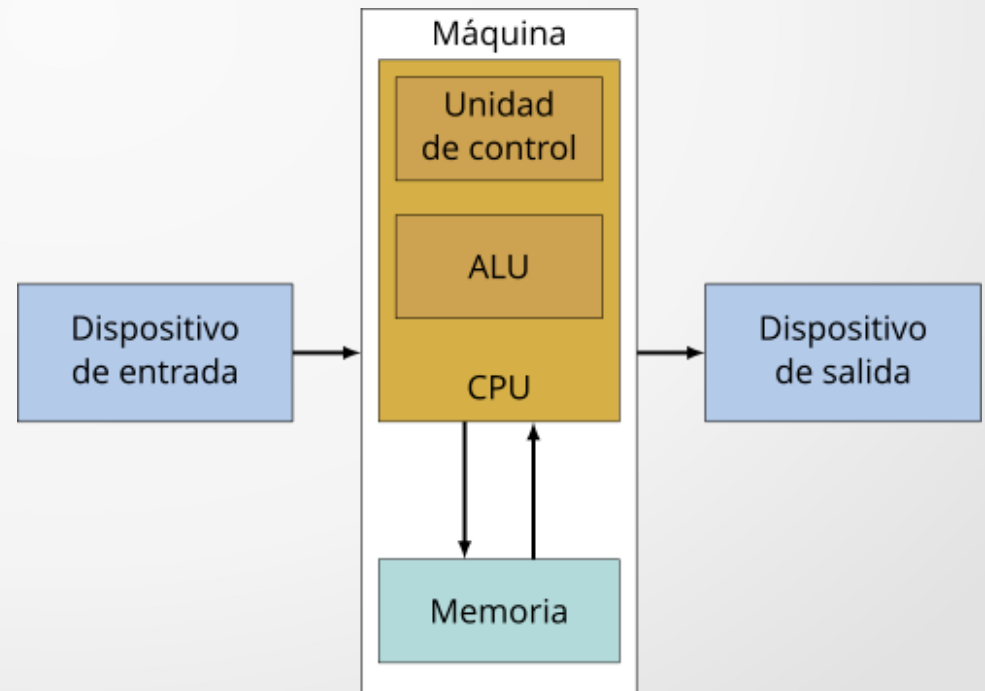 Máquina
Unidad
de control
ALU
CPU
Dispositivo
de entrada
Dispositivo
de salida
Memoria